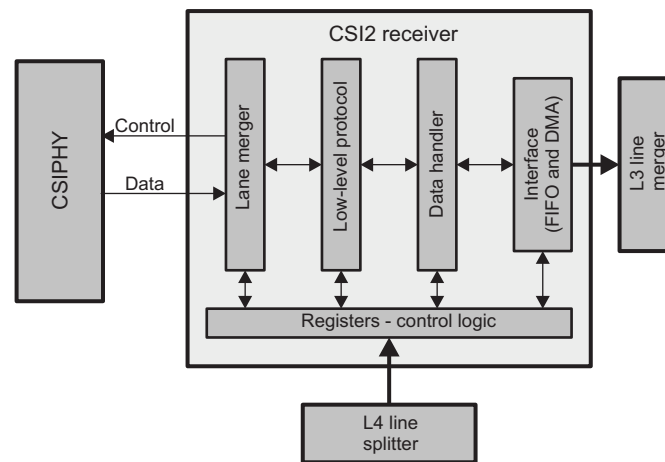 CSI2 receiver
CSIPHY
Control
Data
Lane merger
Low-level protocol
Data handler
Interface
(FIFO and DMA)
L3 line
merger
Registers - control logic
L4 line
splitter